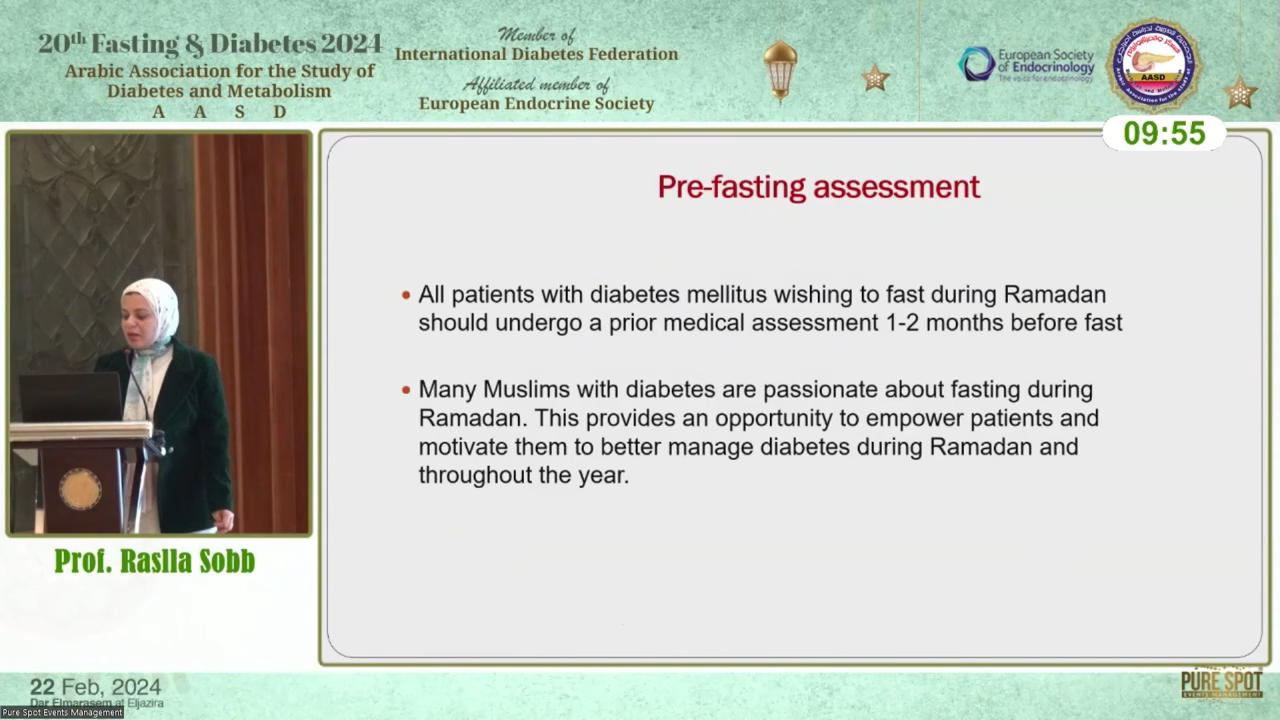 20th Fasting & Diabetes 2024
Arabic Association for the Study of
Diabetes and Metabolism
A A S D
Member of
International Diabetes Federation
Affiliated member of
European Endocrine Society
European Society
of Endocrinology
The voice of endocrinology
AASD
09:55
Pre-fasting assessment
• All patients with diabetes mellitus wishing to fast during Ramadan
should undergo a prior medical assessment 1-2 months before fast
• Many Muslims with diabetes are passionate about fasting during
Ramadan. This provides an opportunity to empower patients and
motivate them to better manage diabetes during Ramadan and
throughout the year.
Prof. Raslla Sobb
22 Feb, 2024
Dar Elmarasem at Eljazira
Pure Spot Events Management
PURE SPOT
EVENTS MANAGEMENT